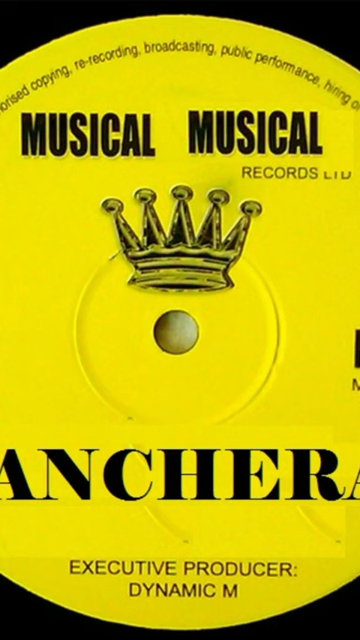 orised copying, re-recording, broadcasting, public performance, hiring o
MUSICAL MUSICAL
RECORDS LTD
M
ANCHERA
EXECUTIVE PRODUCER:
DYNAMIC M